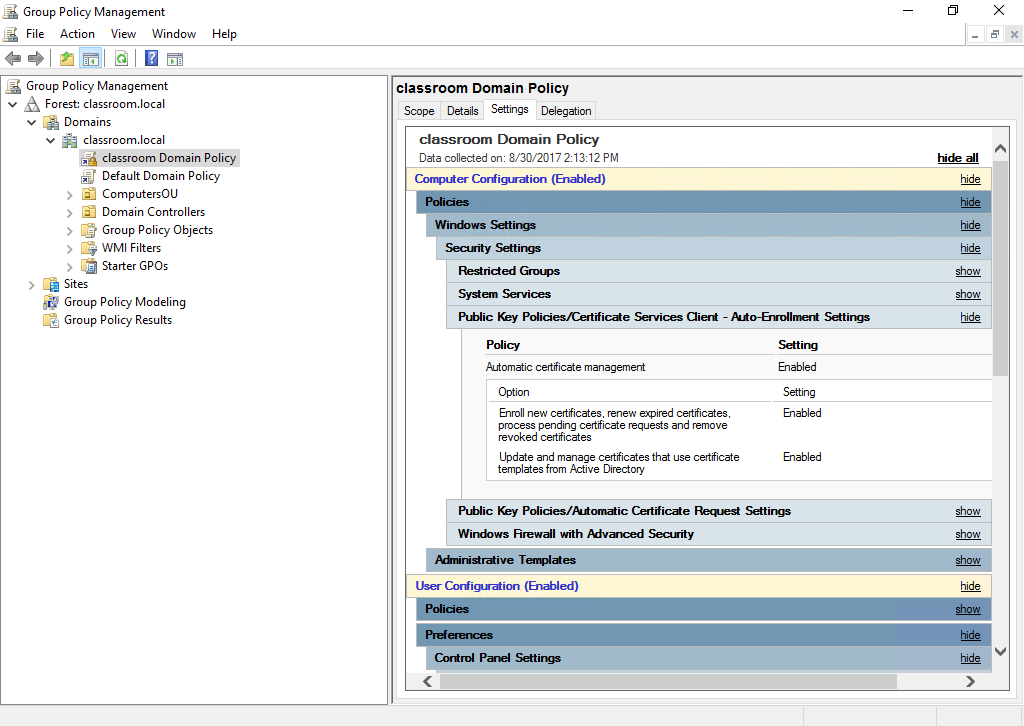 Group Policy Management
File Action View Window Help
Group Policy Management
Forest: classroom.local
Domains
classroom.local
classroom Domain Policy
Default Domain Policy
ComputersOU
Domain Controllers
Group Policy Objects
WMI Filters
Starter GPOs
Sites
Group Policy Modeling
Group Policy Results
classroom Domain Policy
Scope Details Settings Delegation
classroom Domain Policy
Data collected on: 8/30/2017 2:13:12 PM hide all
Computer Configuration (Enabled) hide
Policies hide
Windows Settings hide
Security Settings hide
Restricted Groups show
System Services show
Public Key Policies/Certificate Services Client - Auto-Enrollment Settings hide
Policy Setting
Automatic certificate management Enabled
Option Setting
Enroll new certificates, renew expired certificates, Enabled
process pending certificate requests and remove
revoked certificates
Update and manage certificates that use certificate Enabled
templates from Active Directory
Public Key Policies/Automatic Certificate Request Settings show
Windows Firewall with Advanced Security show
Administrative Templates show
User Configuration (Enabled) hide
Policies show
Preferences hide
Control Panel Settings hide